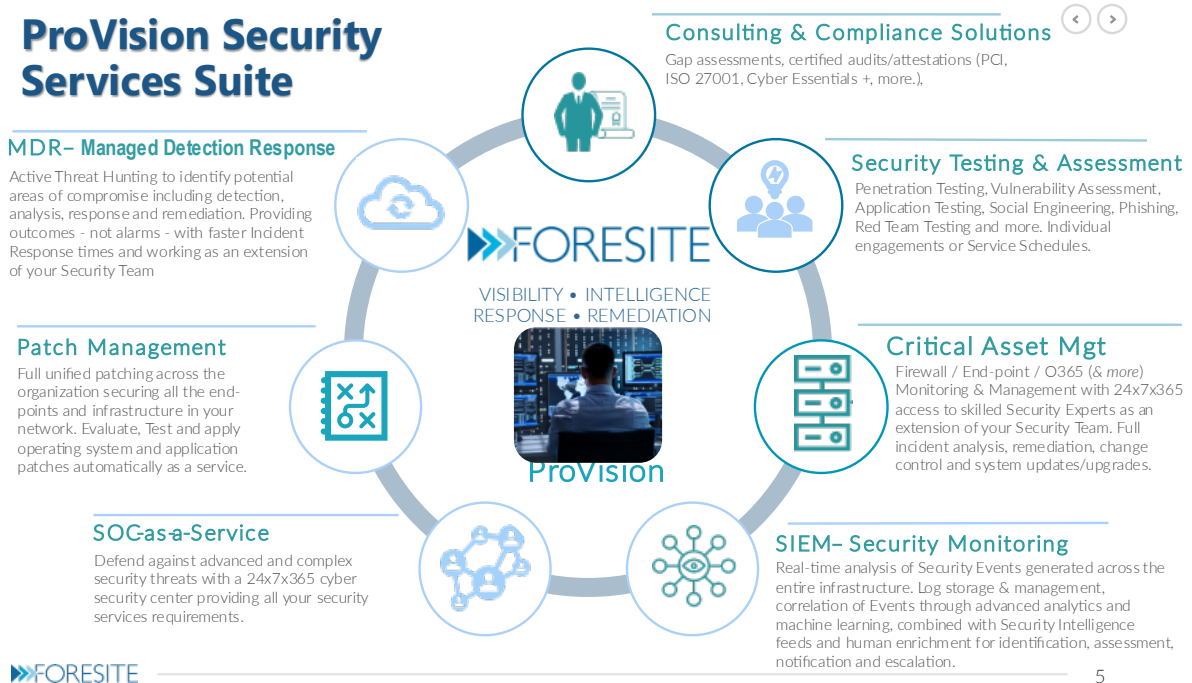 ProVision Security
Services Suite
Consulting & Compliance Solutions
Gap assessments, certified audits/attestations (PCI,
ISO 27001, Cyber Essentials +, more.),
MDR– Managed Detection Response
Active Threat Hunting to identify potential
areas of compromise including detection,
analysis, response and remediation. Providing
outcomes - not alarms - with faster Incident
Response times and working as an extension
of your Security Team
Security Testing & Assessment
Penetration Testing, Vulnerability Assessment,
Application Testing, Social Engineering, Phishing,
Red Team Testing and more. Individual
engagements or Service Schedules.
FORESITE
VISIBILITY • INTELLIGENCE
RESPONSE • REMEDIATION
ProVision
Patch Management
Full unified patching across the
organization securing all the end-
points and infrastructure in your
network. Evaluate, Test and apply
operating system and application
patches automatically as a service.
Critical Asset Mgt
Firewall / End-point / O365 (& more)
Monitoring & Management with 24x7x365
access to skilled Security Experts as an
extension of your Security Team. Full
incident analysis, remediation, change
control and system updates/upgrades.
SOC-as-a-Service
Defend against advanced and complex
security threats with a 24x7x365 cyber
security center providing all your security
services requirements.
SIEM– Security Monitoring
Real-time analysis of Security Events generated across the
entire infrastructure. Log storage & management,
correlation of Events through advanced analytics and
machine learning, combined with Security Intelligence
feeds and human enrichment for identification, assessment,
notification and escalation.
FORESITE
5